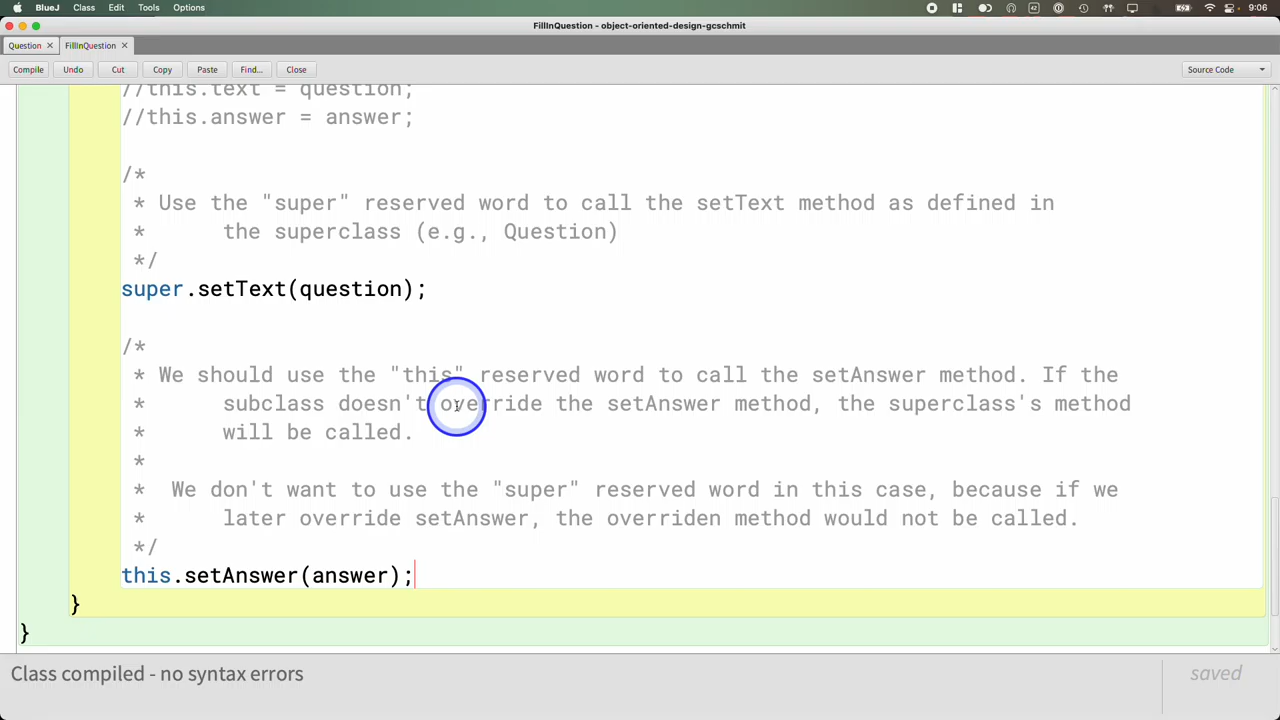 BlueJ Class Edit Tools Options 9:06
FillInQuestion - object-oriented-design-gcschmit
Question FillInQuestion
Compile Undo Cut Copy Paste Find... Close Source Code
//this.text = question;
//this.answer = answer;
/*
* Use the "super" reserved word to call the setText method as defined in
* the superclass (e.g., Question)
*/
super.setText(question);
/*
* We should use the "this" reserved word to call the setAnswer method. If the
* subclass doesn't override the setAnswer method, the superclass's method
* will be called.
*
* We don't want to use the "super" reserved word in this case, because if we
* later override setAnswer, the overriden method would not be called.
*/
this.setAnswer(answer);
}
}
Class compiled - no syntax errors
saved